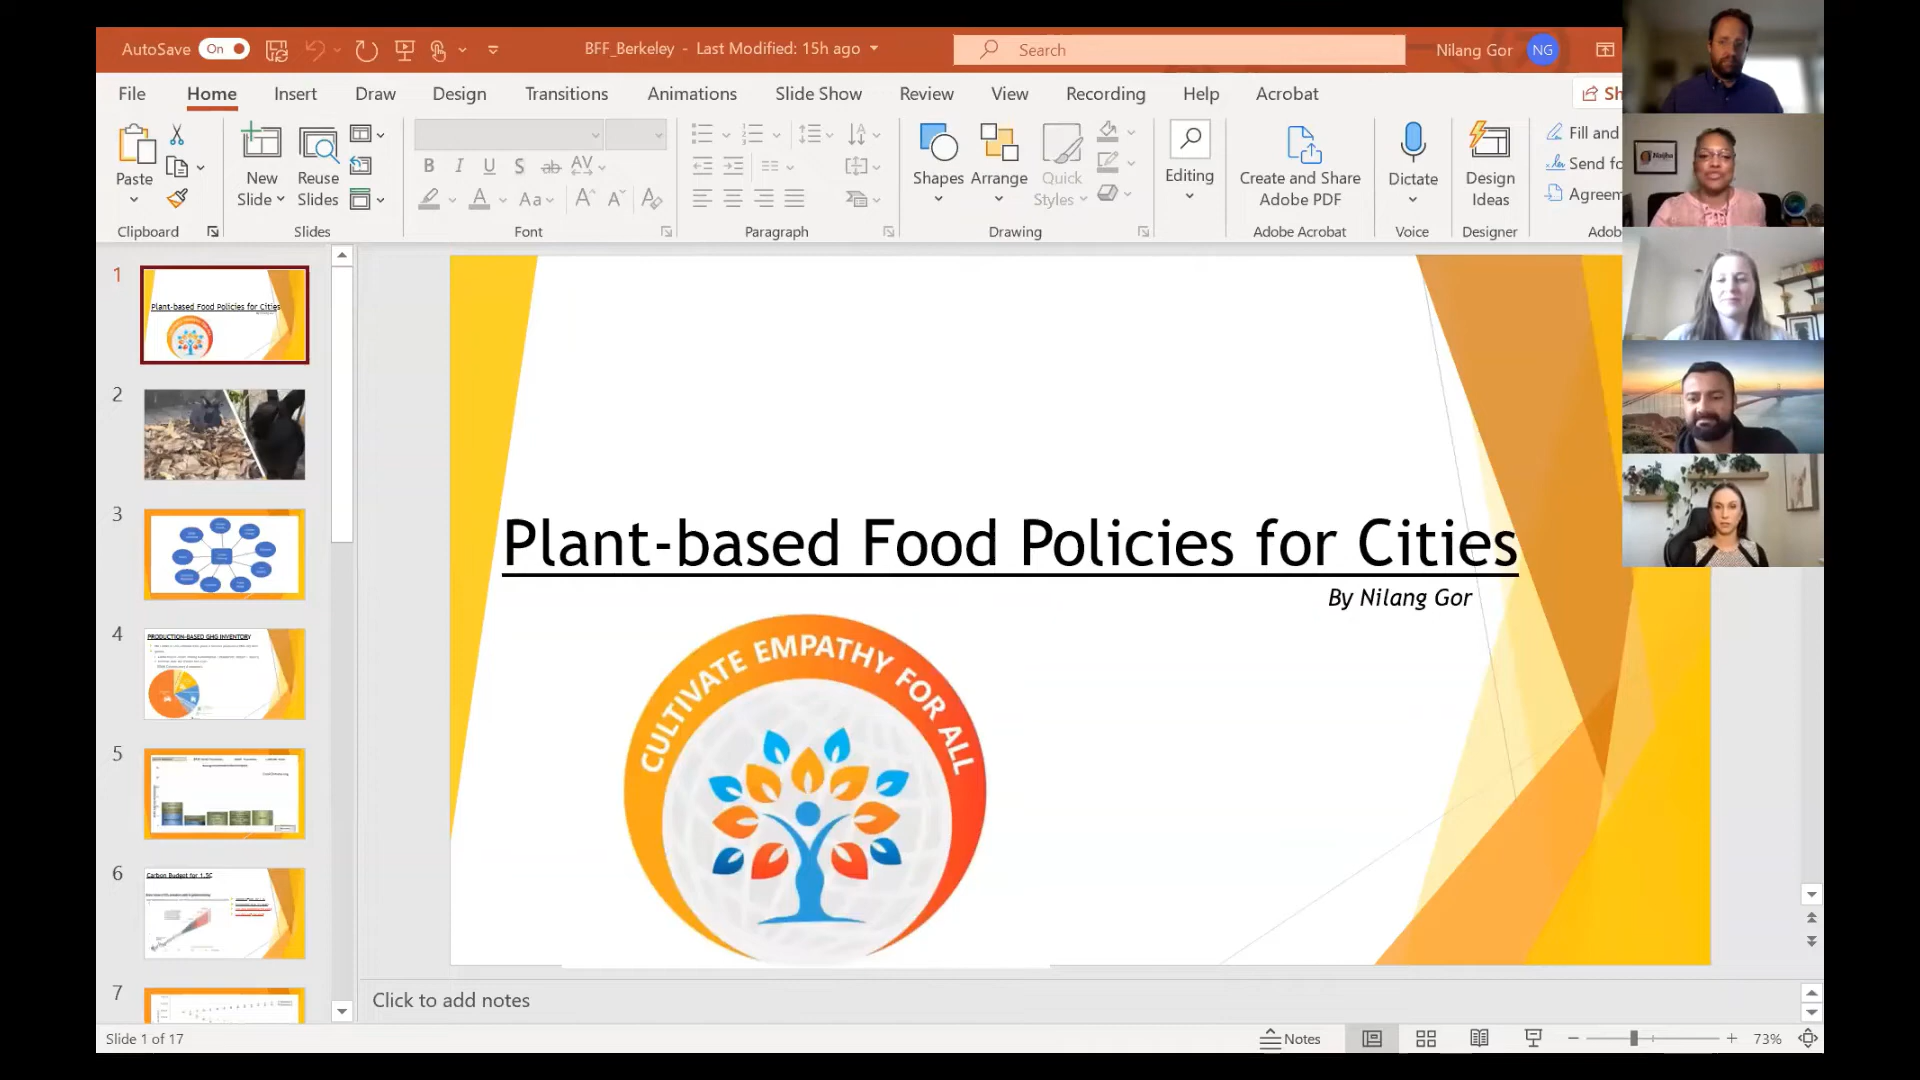 AutoSave On BFF_Berkeley - Last Modified: 15h ago Search Nilang Gor NG
File Home Insert Draw Design Transitions Animations Slide Show Review View Recording Help Acrobat Sh
Paste
New Slide
Reuse Slides
B I U S ab AV
A Aa A A A
Shapes
Arrange
Quick Styles
Editing
Create and Share Adobe PDF
Dictate
Design Ideas
Fill and
Send fo
Agreem
Clipboard Slides Font Paragraph Drawing Adobe Acrobat Voice Designer Adob
1
Plant-based Food Policies for Cities
2
3
4
PRODUCTION-BASED GHG INVENTORY
5
6
Carbon Budget for 1.5C
7
Plant-based Food Policies for Cities
By Nilang Gor
CULTIVATE EMPATHY FOR ALL
Click to add notes
Slide 1 of 17 Notes 73%